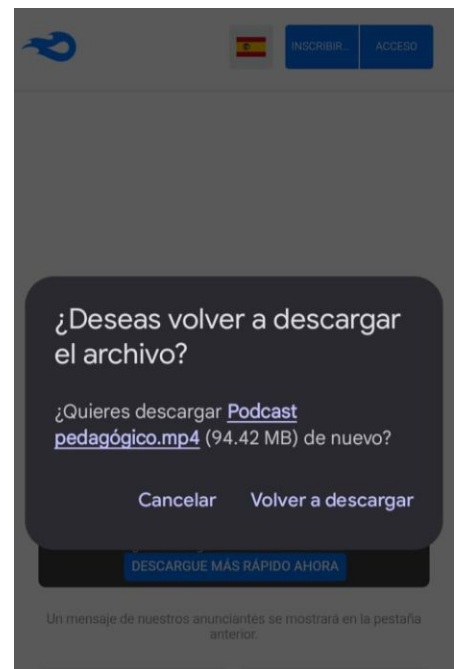 INSCRIBIR...
ACCESO
¿Deseas volver a descargar
el archivo?
¿Quieres descargar Podcast
pedagógico.mp4 (94.42 MB) de nuevo?
Cancelar
Volver a descargar
DESCARGUE MÁS RÁPIDO AHORA
Un mensaje de nuestros anunciantes se mostrará en la pestaña
anterior.